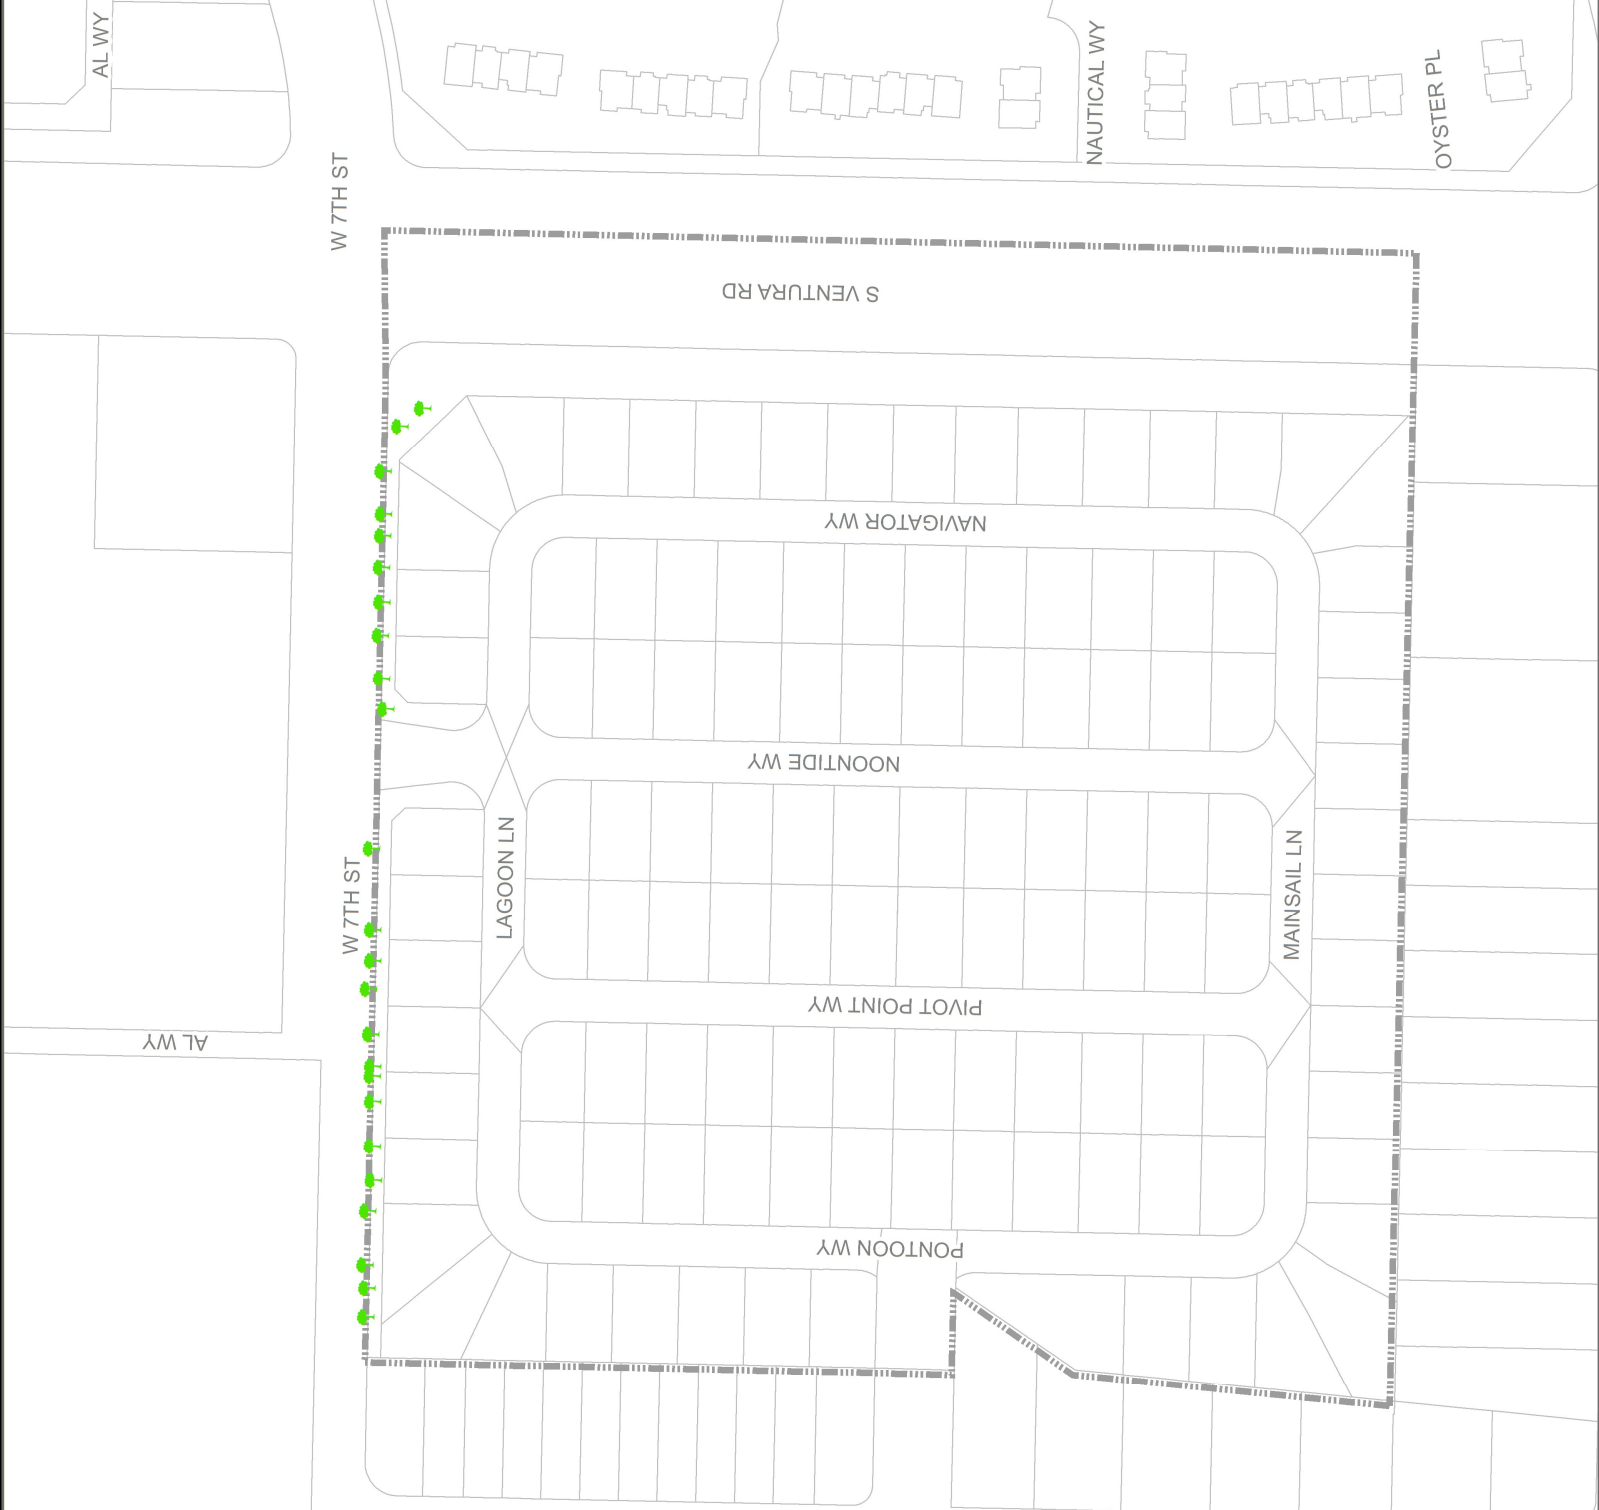 AL WY
NAUTICAL WY
OYSTER PL
W 7TH ST
S VENTURA RD
NAVIGATOR WY
NOONTIDE WY
LAGOON LN
MAINSAIL LN
W 7TH ST
PIVOT POINT WY
AL WY
PONTOON WY